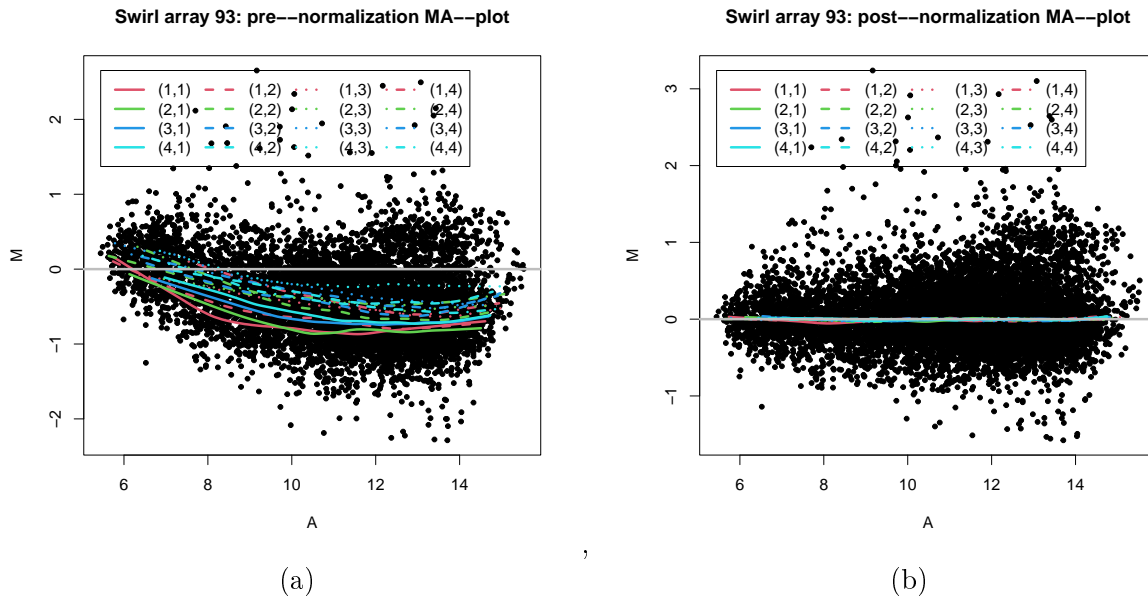 Swirl array 93: pre−−normalization MA−−plot
(1,1) (1,2) (1,3) (1,4)
(2,1) (2,2) (2,3) (2,4)
(3,1) (3,2) (3,3) (3,4)
(4,1) (4,2) (4,3) (4,4)
2
1
0
−1
−2
M
6 8 10 12 14
A
(a)
,
Swirl array 93: post−−normalization MA−−plot
(1,1) (1,2) (1,3) (1,4)
(2,1) (2,2) (2,3) (2,4)
(3,1) (3,2) (3,3) (3,4)
(4,1) (4,2) (4,3) (4,4)
3
2
1
0
−1
M
6 8 10 12 14
A
(b)